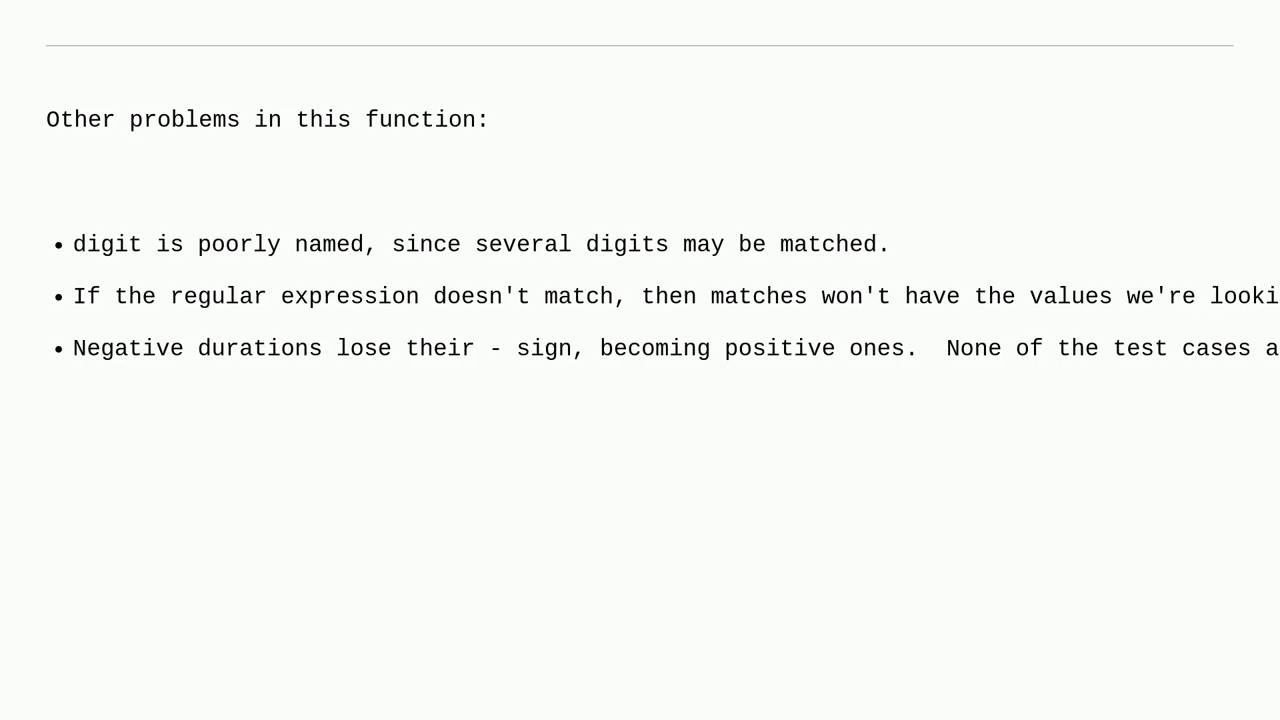 Other problems in this function:
• digit is poorly named, since several digits may be matched.
• If the regular expression doesn't match, then matches won't have the values we're looki
• Negative durations lose their - sign, becoming positive ones.  None of the test cases a